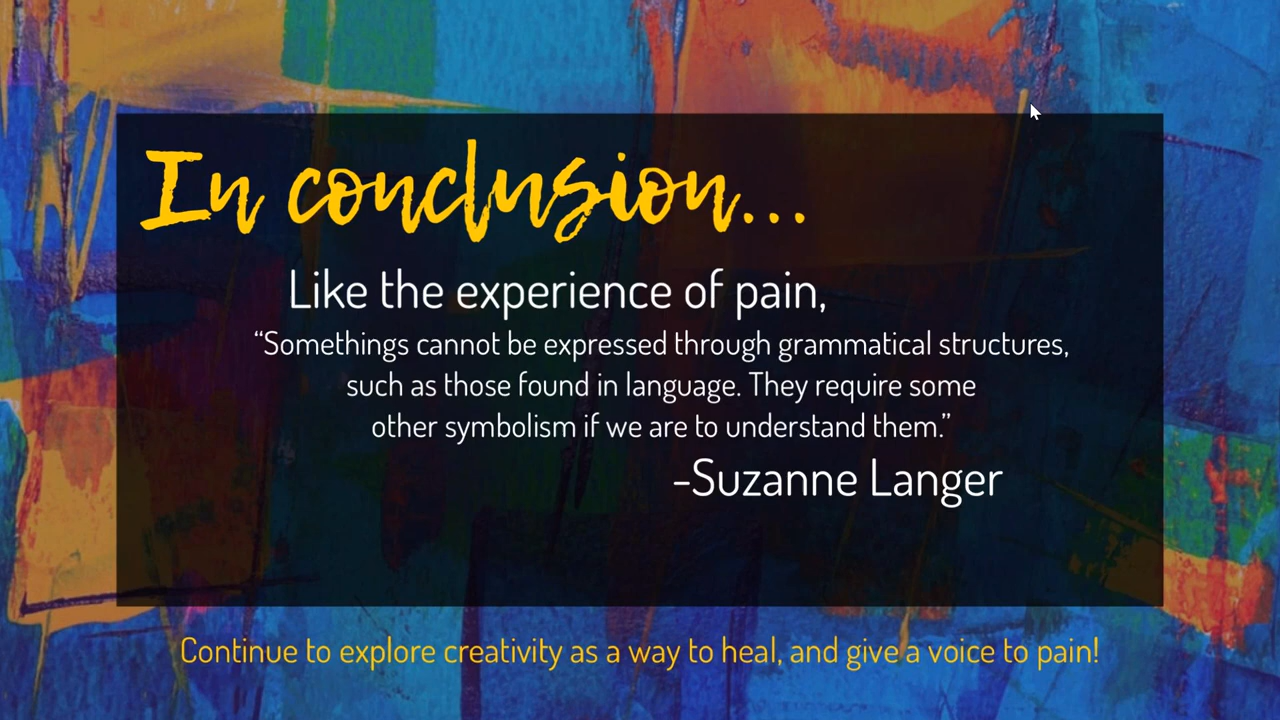 In conclusion...
Like the experience of pain,
“Somethings cannot be expressed through grammatical structures,
such as those found in language. They require some
other symbolism if we are to understand them.”
-Suzanne Langer
Continue to explore creativity as a way to heal, and give a voice to pain!